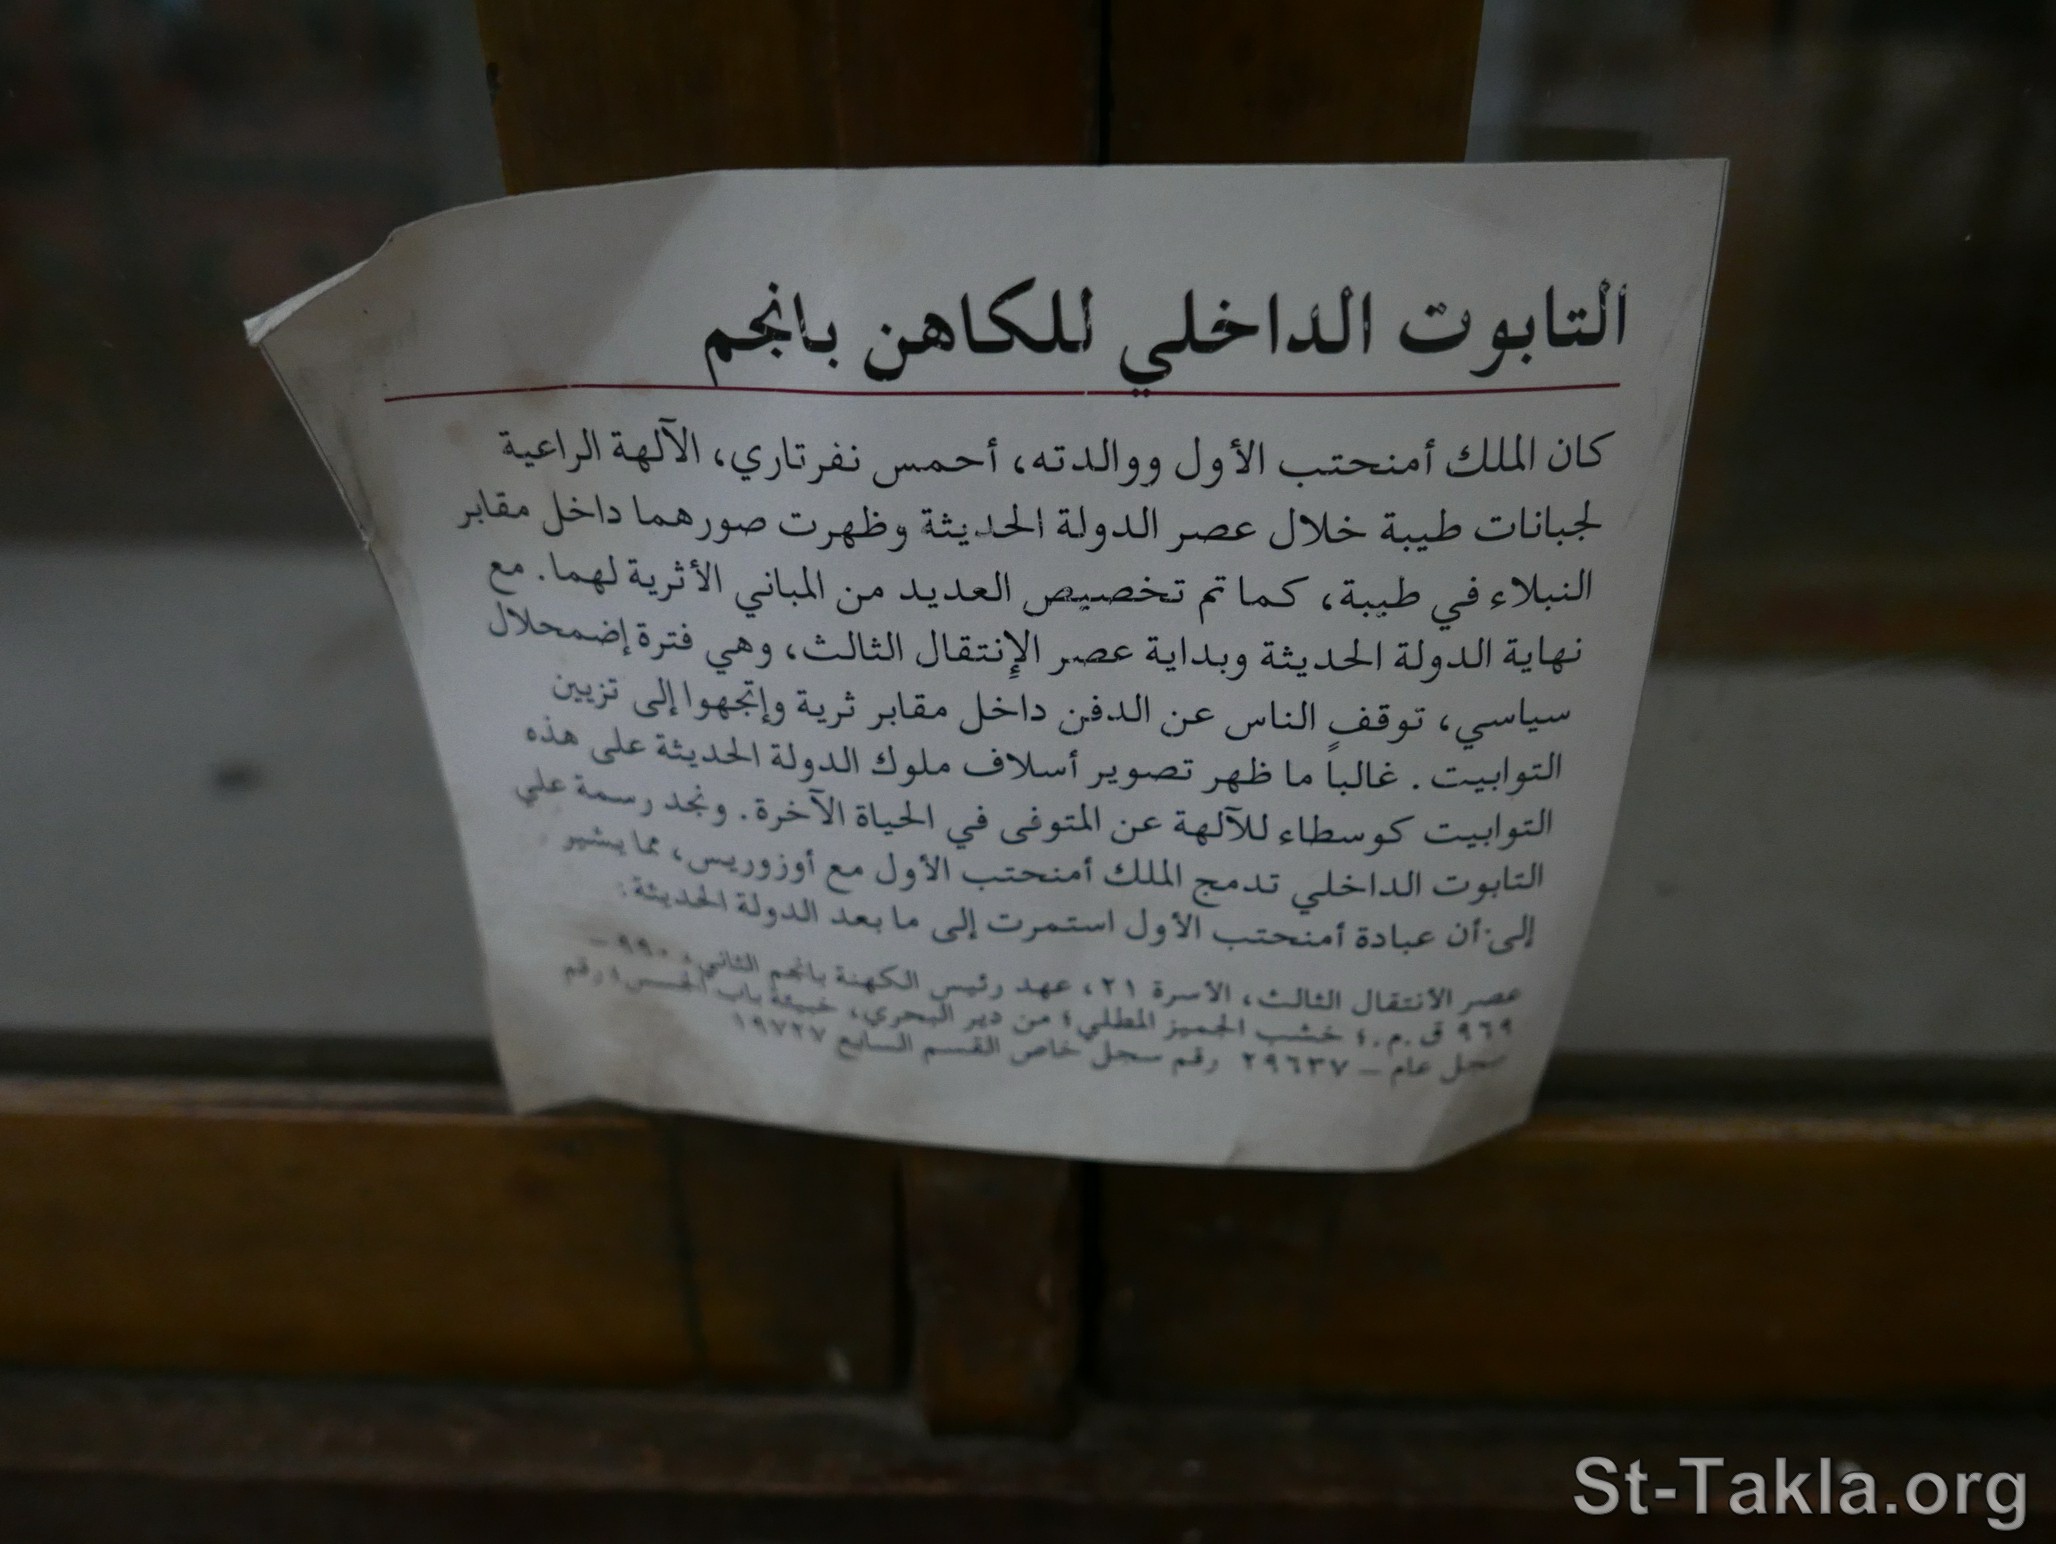 التابوت الداخلي للكاهن بانجم
كان الملك أمنحتب الأول ووالدته، أحمس نفرتاري، الآلهة الراعية
لجبانات طيبة خلال عصر الدولة الحديثة وظهرت صورهما داخل مقابر
النبلاء في طيبة، كما تم تخصيص العديد من المباني الأثرية لهما. مع
نهاية الدولة الحديثة وبداية عصر الإنتقال الثالث، وهي فترة إضمحلال
سياسي، توقف الناس عن الدفن داخل مقابر ثرية وإتجهوا إلى تزيين
التوابيت. غالباً ما ظهر تصوير أسلاف ملوك الدولة الحديثة على هذه
التوابيت كوسطاء للآلهة عن المتوفى في الحياة الآخرة. ونجد رسمة علي
التابوت الداخلي تدمج الملك أمنحتب الأول مع أوزوريس، مما يشير
إلى أن عبادة أمنحتب الأول استمرت إلى ما بعد الدولة الحديثة.
عصر الأنتقال الثالث، الأسرة ٢١، عهد رئيس الكهنة بانجم الثاني، ٩٩٠ –
٩٦٩ ق.م.؛ خشب الجميز المطلي؛ من دير البحري، خبيئة باب الجسس؛ رقم
سجل عام – ٢٩٦٣٧ رقم سجل خاص القسم السابع ١٩٧٢٧
St-Takla.org